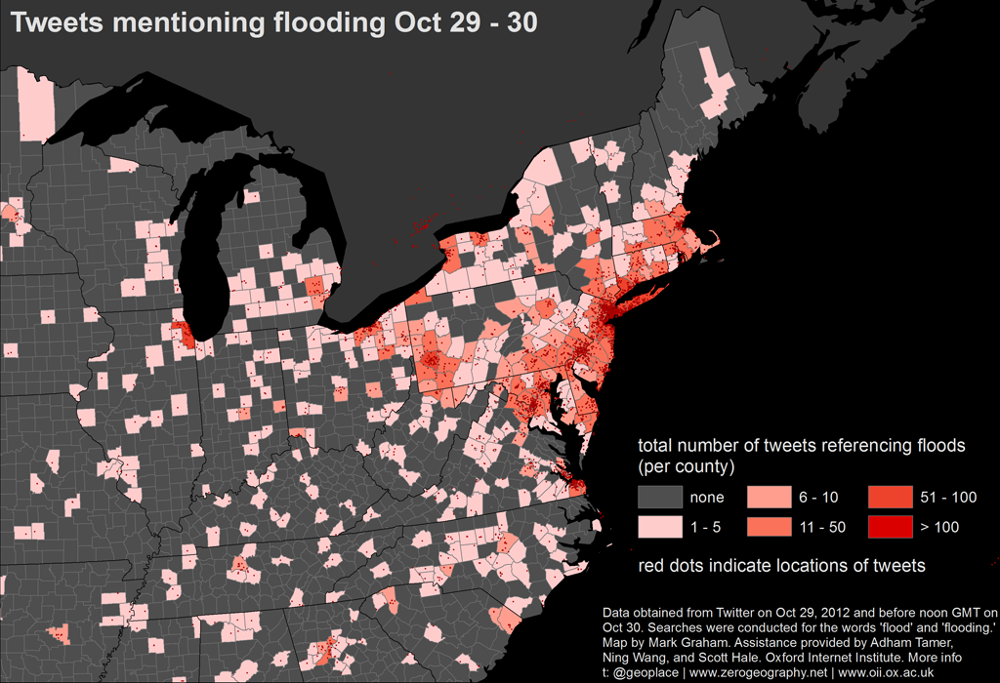 Tweets mentioning flooding Oct 29 - 30
total number of tweets referencing floods
(per county)
none
6 - 10
51 - 100
1 - 5
11 - 50
> 100
red dots indicate locations of tweets
Data obtained from Twitter on Oct 29, 2012 and before noon GMT on
Oct 30. Searches were conducted for the words 'flood' and 'flooding.'
Map by Mark Graham. Assistance provided by Adham Tamer,
Ning Wang, and Scott Hale. Oxford Internet Institute. More info
t: @geoplace | www.zerogeography.net | www.oii.ox.ac.uk